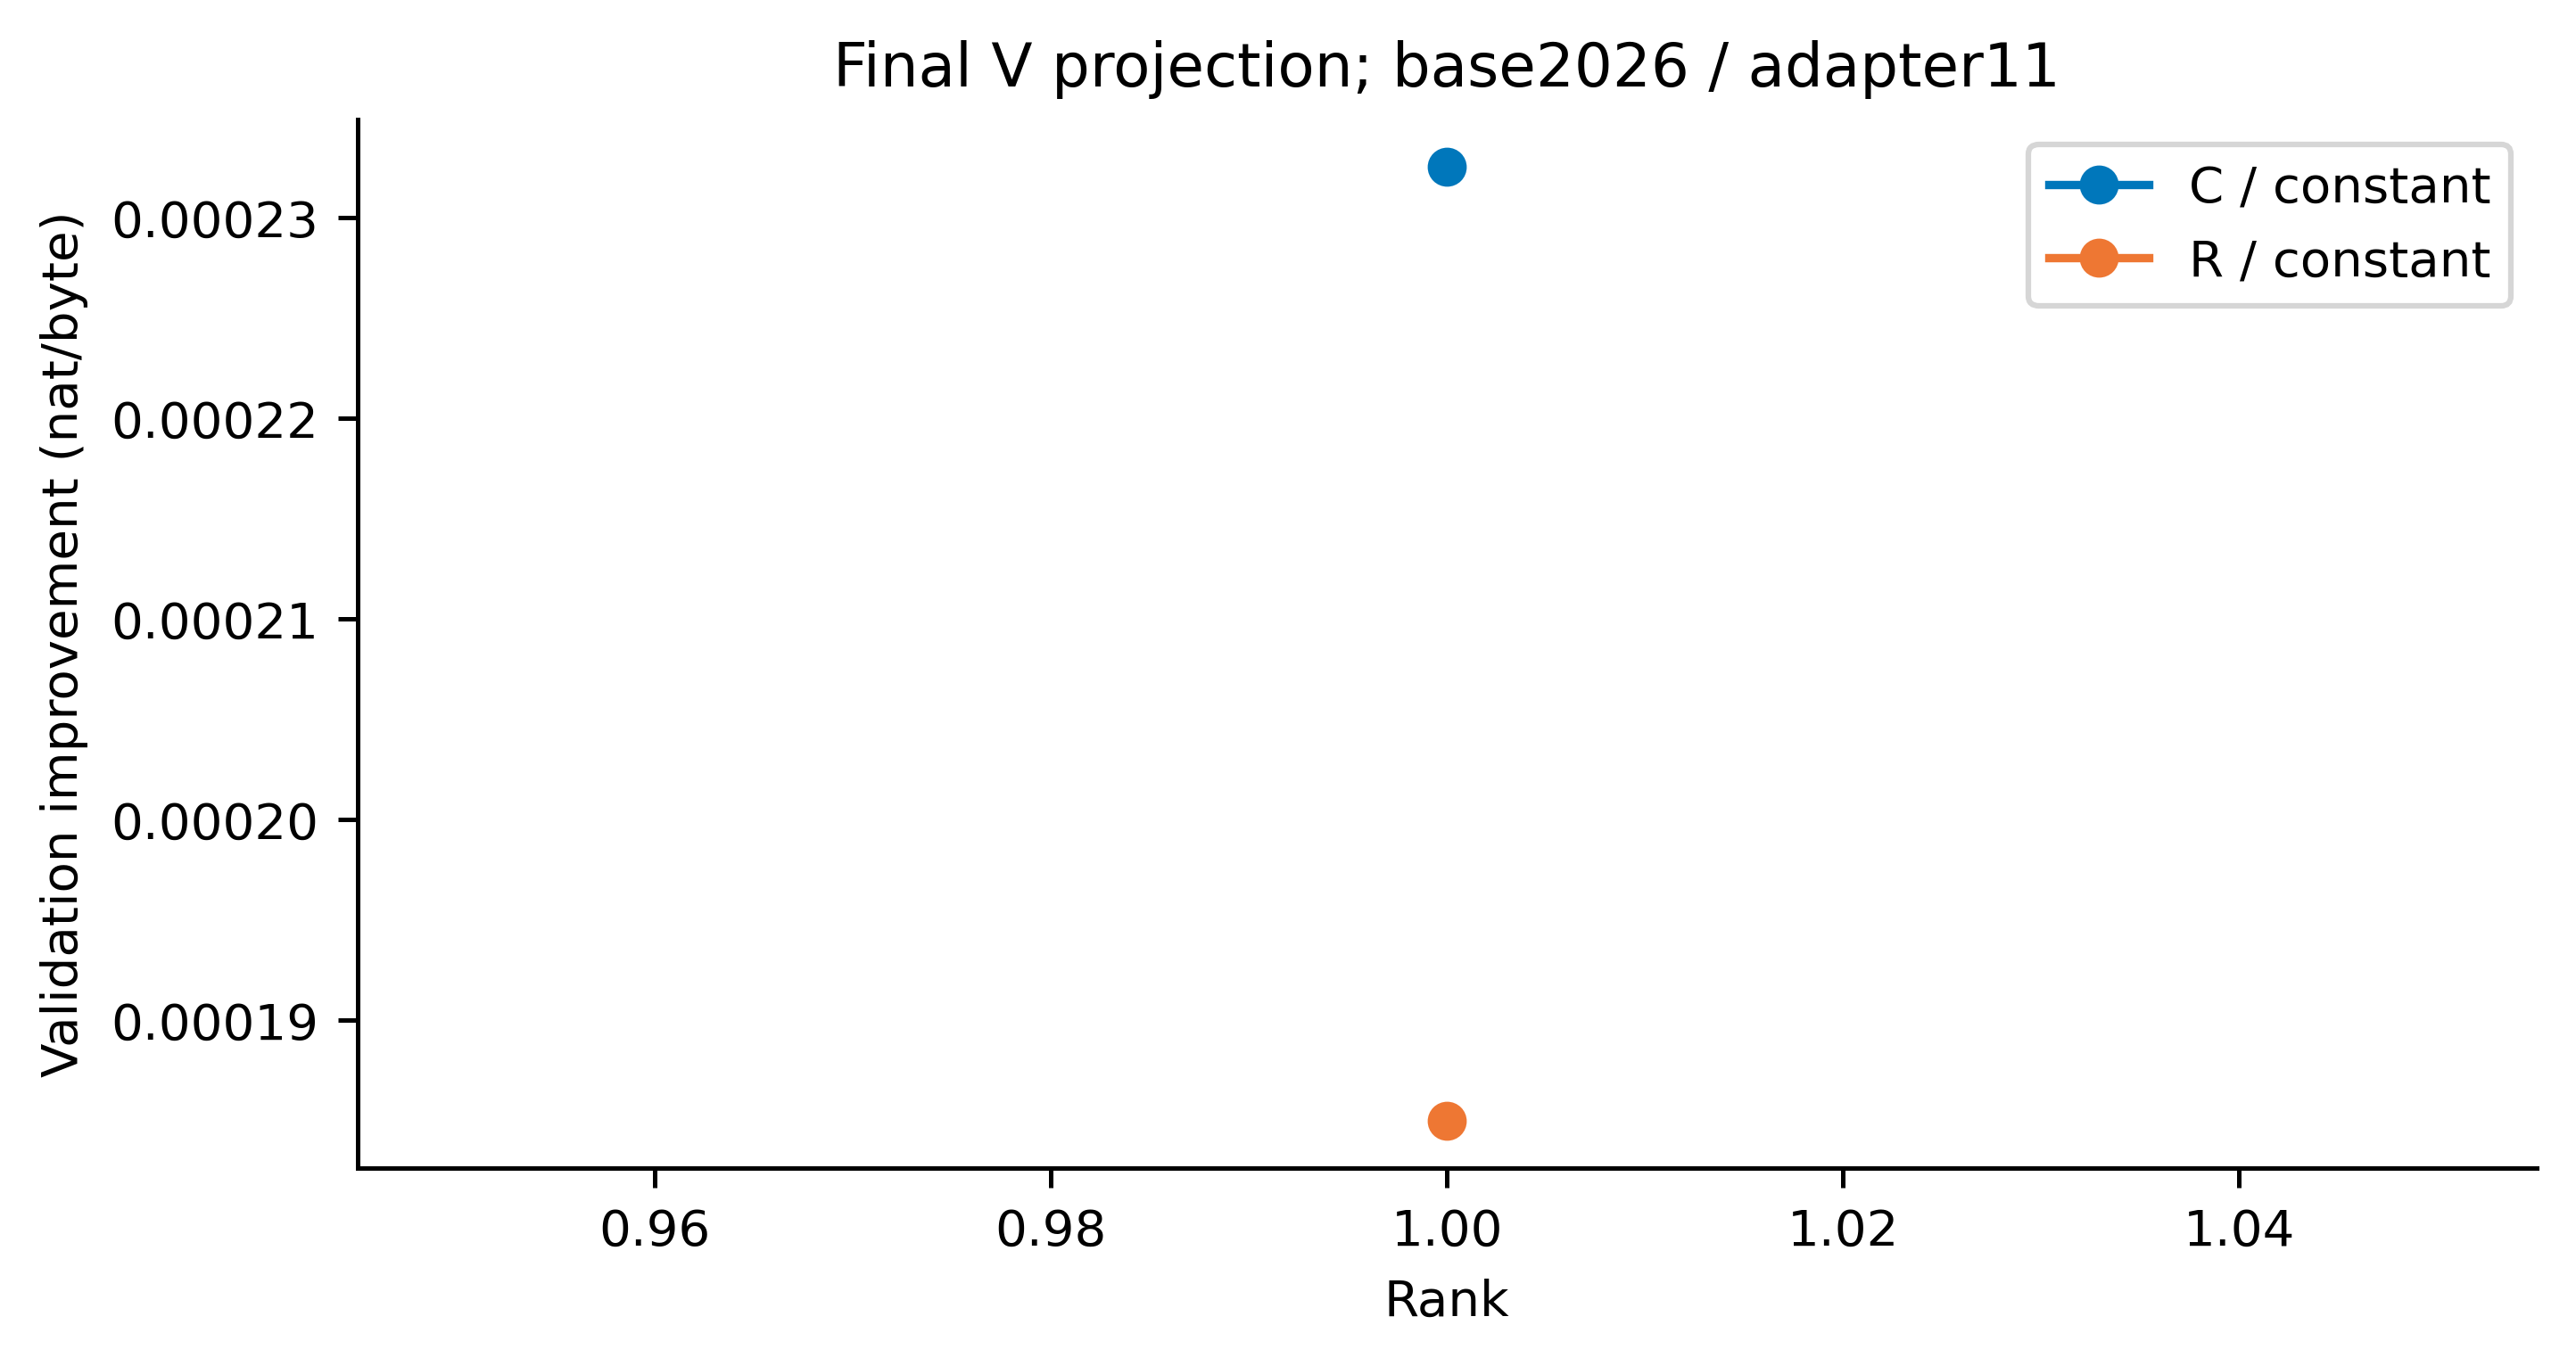 Final V projection; base2026 / adapter11
C / constant
R / constant
Validation improvement (nat/byte)
0.00023
0.00022
0.00021
0.00020
0.00019
0.96
0.98
1.00
1.02
1.04
Rank